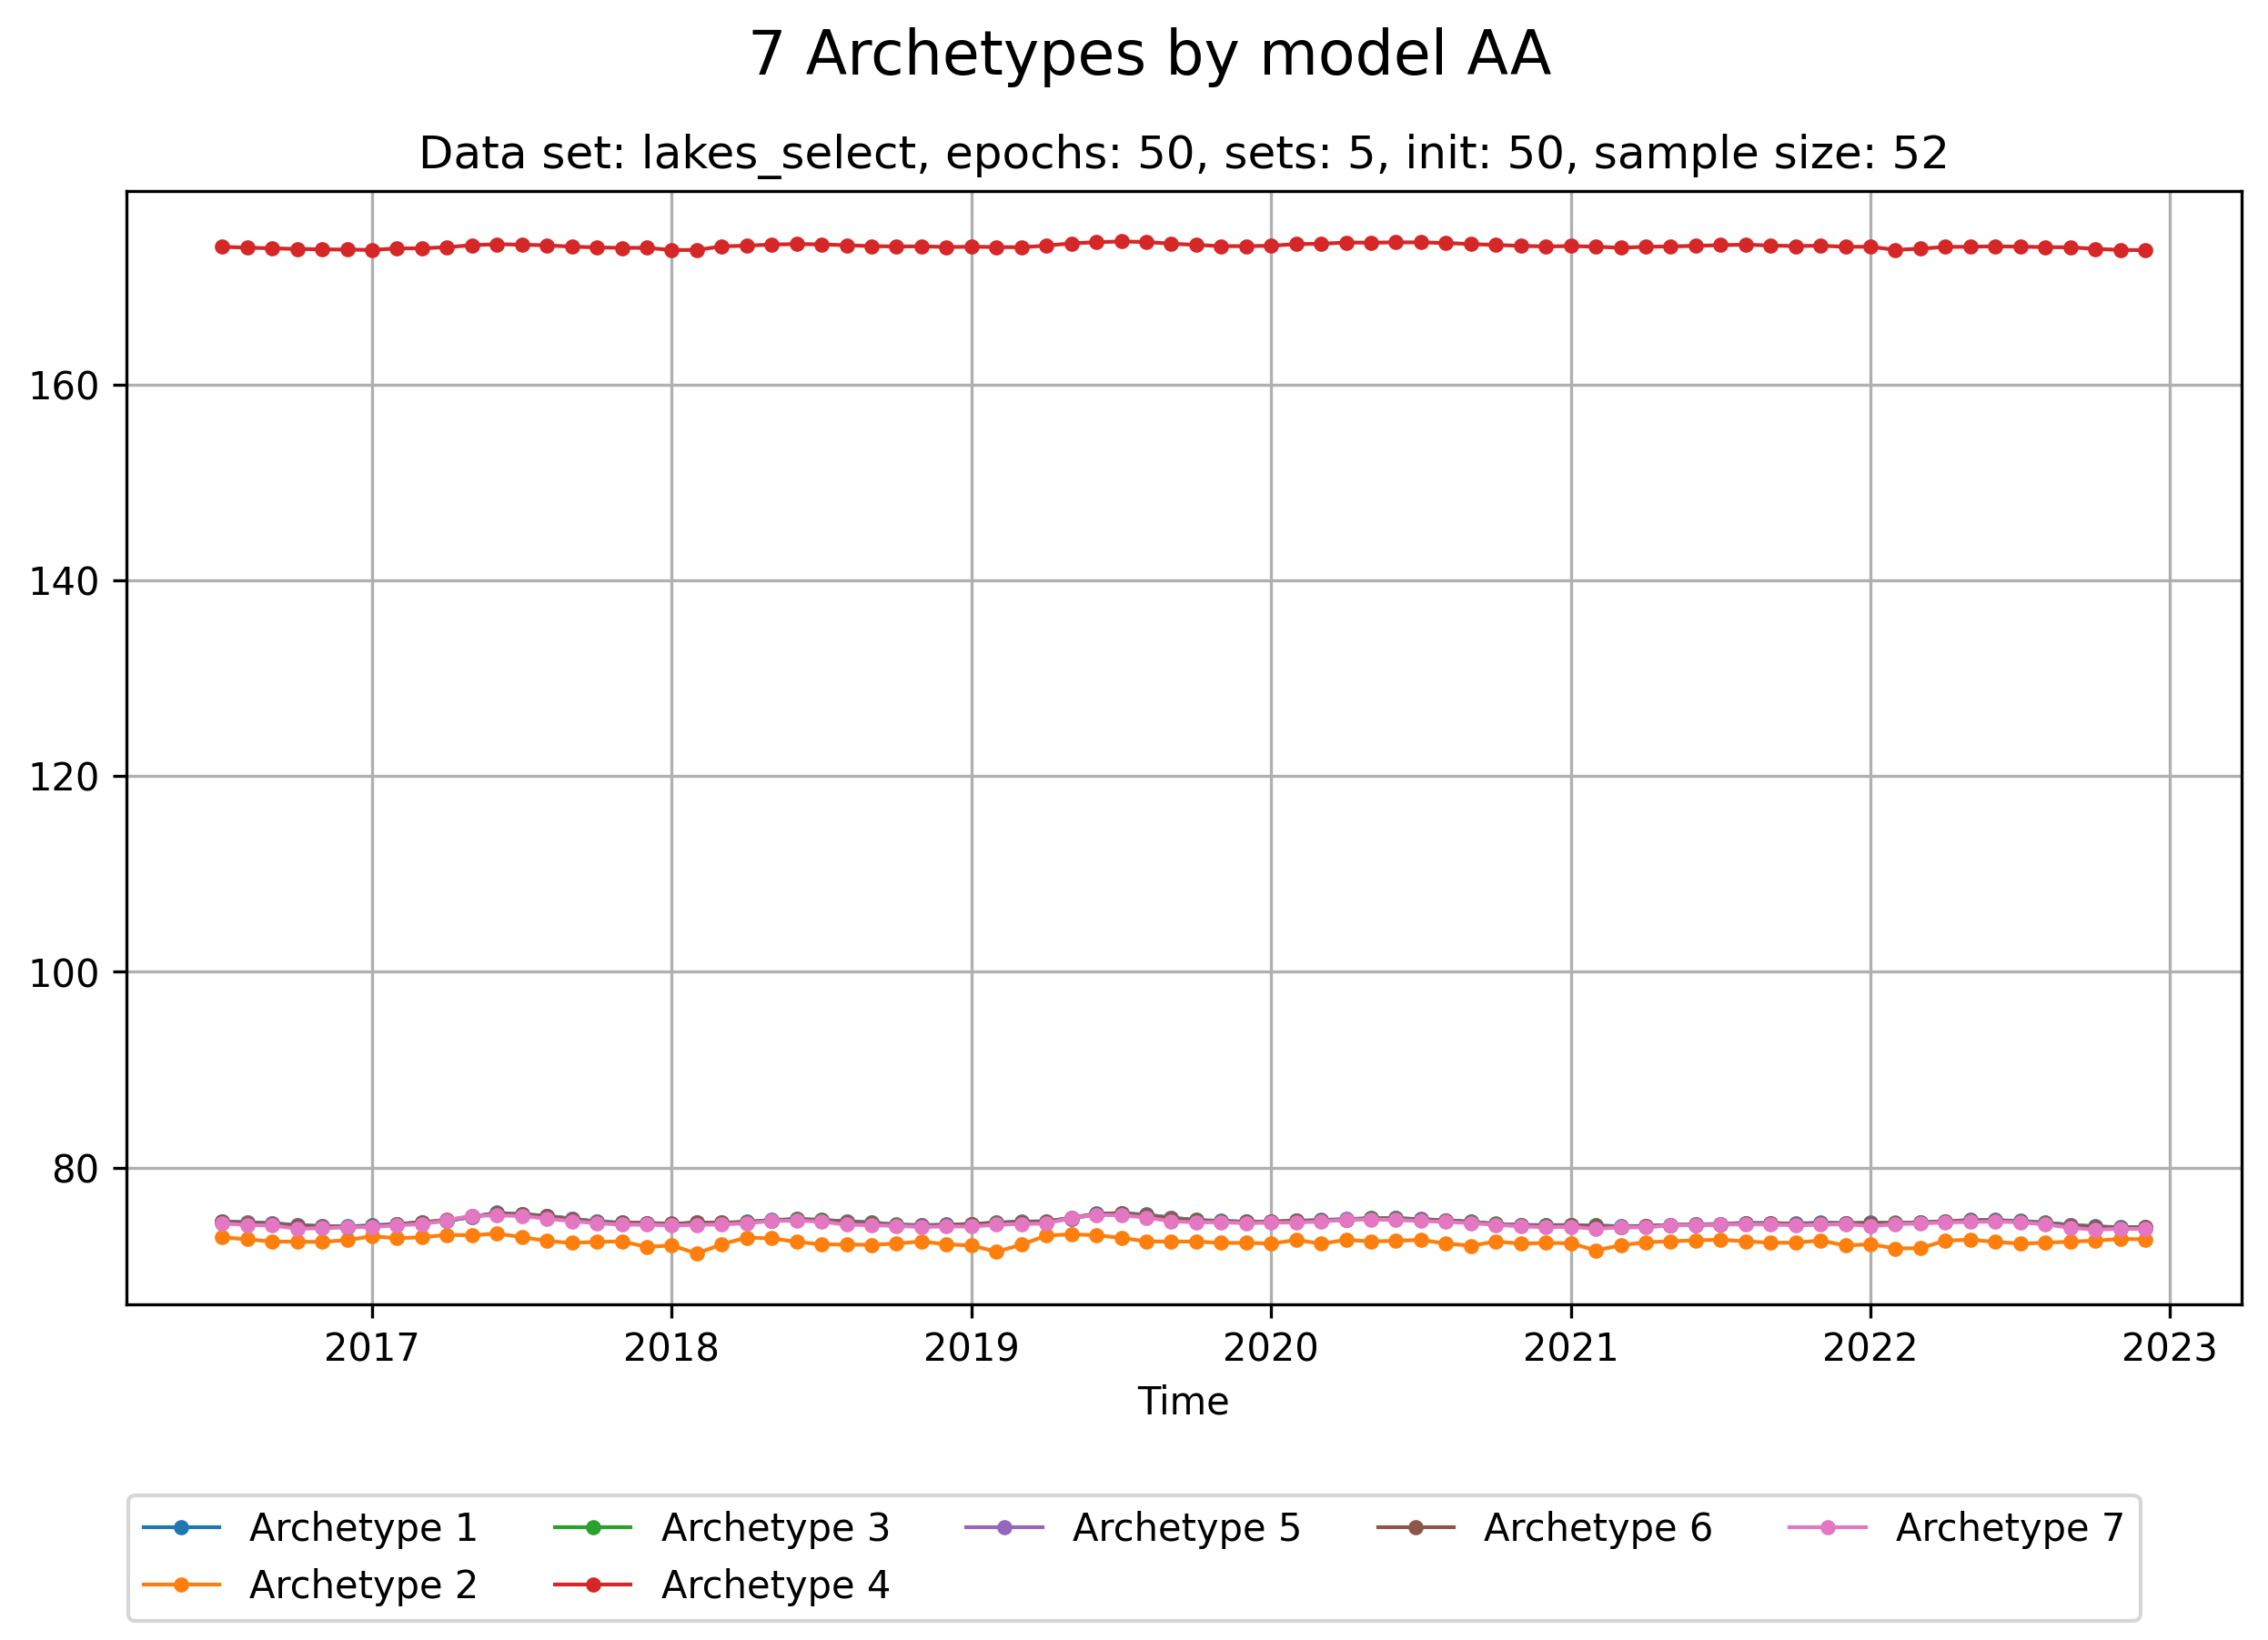 7 Archetypes by model AA
Data set: lakes_select, epochs: 50, sets: 5, init: 50, sample size: 52
160
140
120
100
80
2017 2018 2019 2020 2021 2022 2023
Time
Archetype 1 Archetype 3 Archetype 5 Archetype 6 Archetype 7
Archetype 2 Archetype 4